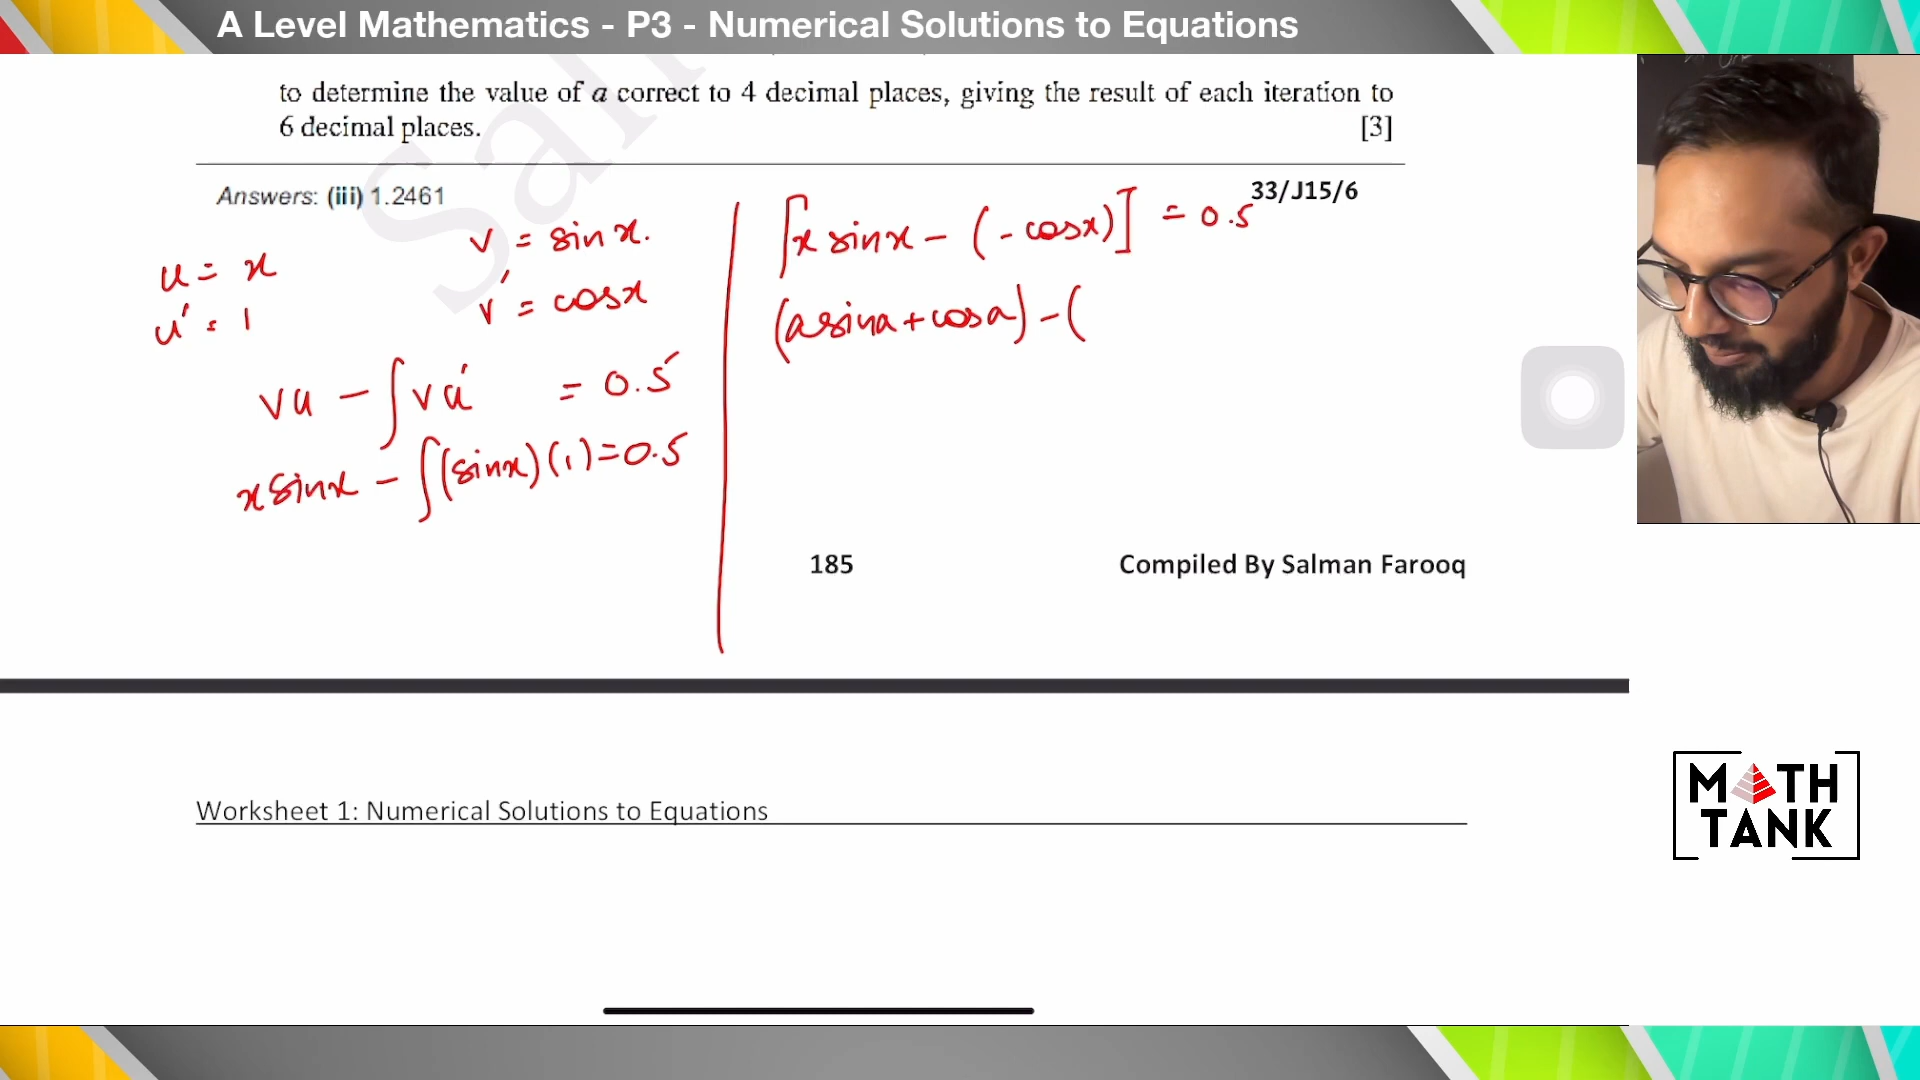 A Level Mathematics - P3 - Numerical Solutions to Equations
to determine the value of a correct to 4 decimal places, giving the result of each iteration to
6 decimal places. [3]
Answers: (iii) 1.2461
33/J15/6
u = x
v = sin x.
u' = 1
v' = cosx
vu − ∫vu' = 0.5
x sinx − ∫(sinx)(1) = 0.5
[x sinx − (- cosx)] = 0.5
(a sina + cosa) − (
185
Compiled By Salman Farooq
Worksheet 1: Numerical Solutions to Equations
MATH
TANK